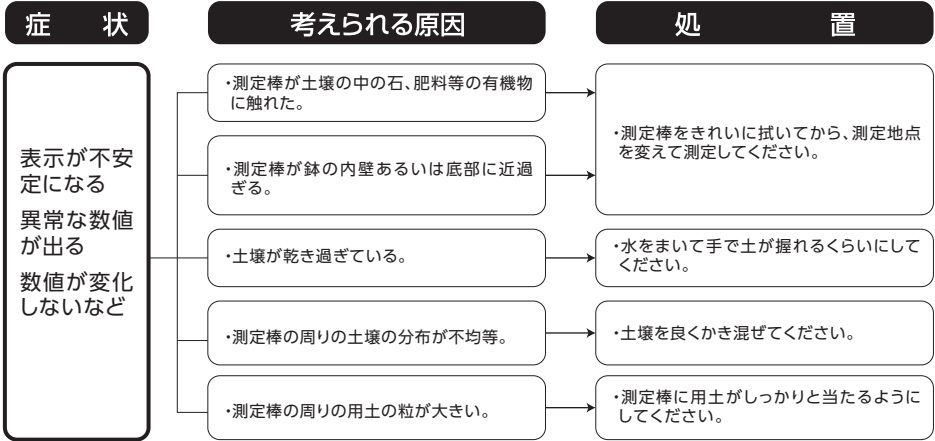 症 状
考えられる原因
処 置
表示が不安
定になる
異常な数値
が出る
数値が変化
しないなど
・測定棒が土壌の中の石、肥料等の有機物
に触れた。
・測定棒が鉢の内壁あるいは底部に近過
ぎる。
・測定棒をきれいに拭いてから、測定地点
を変えて測定してください。
・土壌が乾き過ぎている。
・水をまいて手で土が握れるくらいにして
ください。
・測定棒の周りの土壌の分布が不均等。
・土壌を良くかき混ぜてください。
・測定棒の周りの用土の粒が大きい。
・測定棒に用土がしっかりと当たるように
してください。